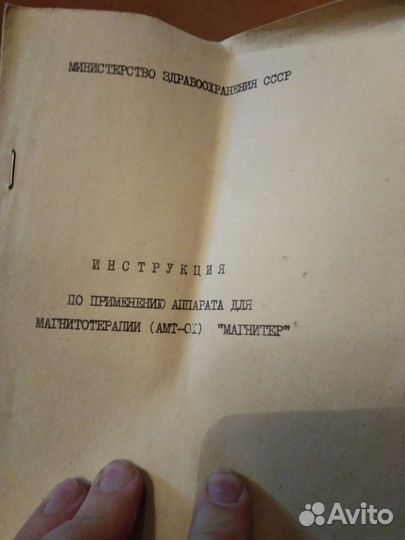 МИНИСТЕРСТВО ЗДРАВООХРАНЕНИЯ СССР
ИНСТРУКЦИЯ
ПО ПРИМЕНЕНИЮ АППАРАТА ДЛЯ
МАГНИТОТЕРАПИИ (АМТ-01) "МАГНИТЕР"
Avito